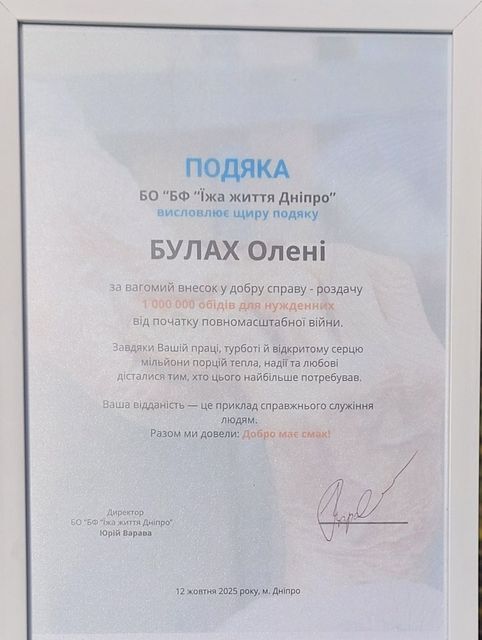 ПОДЯКА
БО “БФ “Їжа життя Дніпро”
висловлює щиру подяку
БУЛАХ Олені
за вагомий внесок у добру справу - роздачу
1 000 000 обідів для нужденних
від початку повномасштабної війни.
Завдяки Вашій праці, турботі й відкритому серцю
мільйони порцій тепла, надії та любові
дісталися тим, хто цього найбільше потребував.
Ваша відданість — це приклад справжнього служіння
людям.
Разом ми довели: Добро має смак!
Директор
БО “БФ “Їжа життя Дніпро”
Юрій Варава
12 жовтня 2025 року, м. Дніпро